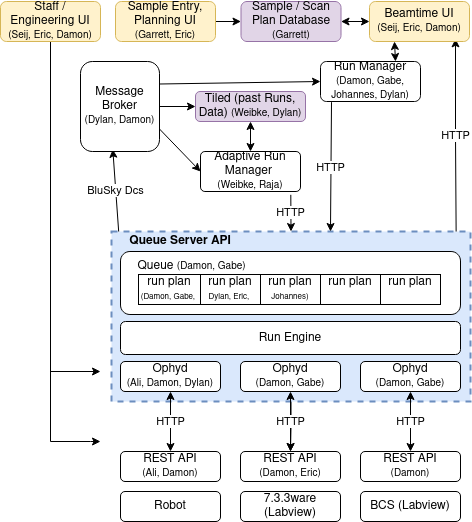 Staff /
Engineering UI
(Seij, Eric, Damon)
Sample Entry,
Planning UI
(Garrett, Eric)
Sample / Scan
Plan Database
(Garrett)
Beamtime UI
(Seij, Eric, Damon)
Message
Broker
(Dylan, Damon)
Run Manager
(Damon, Gabe,
Johannes, Dylan)
Tiled (past Runs,
Data) (Weibke, Dylan)
HTTP
Adaptive Run
Manager
(Weibke, Raja)
HTTP
BluSky Dcs
HTTP
Queue Server API
Queue (Damon, Gabe)
run plan
(Damon, Gabe,
run plan
Dylan, Eric,
run plan
Johannes)
run plan
run plan
Run Engine
Ophyd
(Ali, Damon, Dylan)
Ophyd
(Damon, Gabe)
Ophyd
(Damon, Gabe)
HTTP
HTTP
HTTP
REST API
(Ali, Damon)
REST API
(Damon, Eric)
REST API
(Damon)
Robot
7.3.3ware
(Labview)
BCS (Labview)